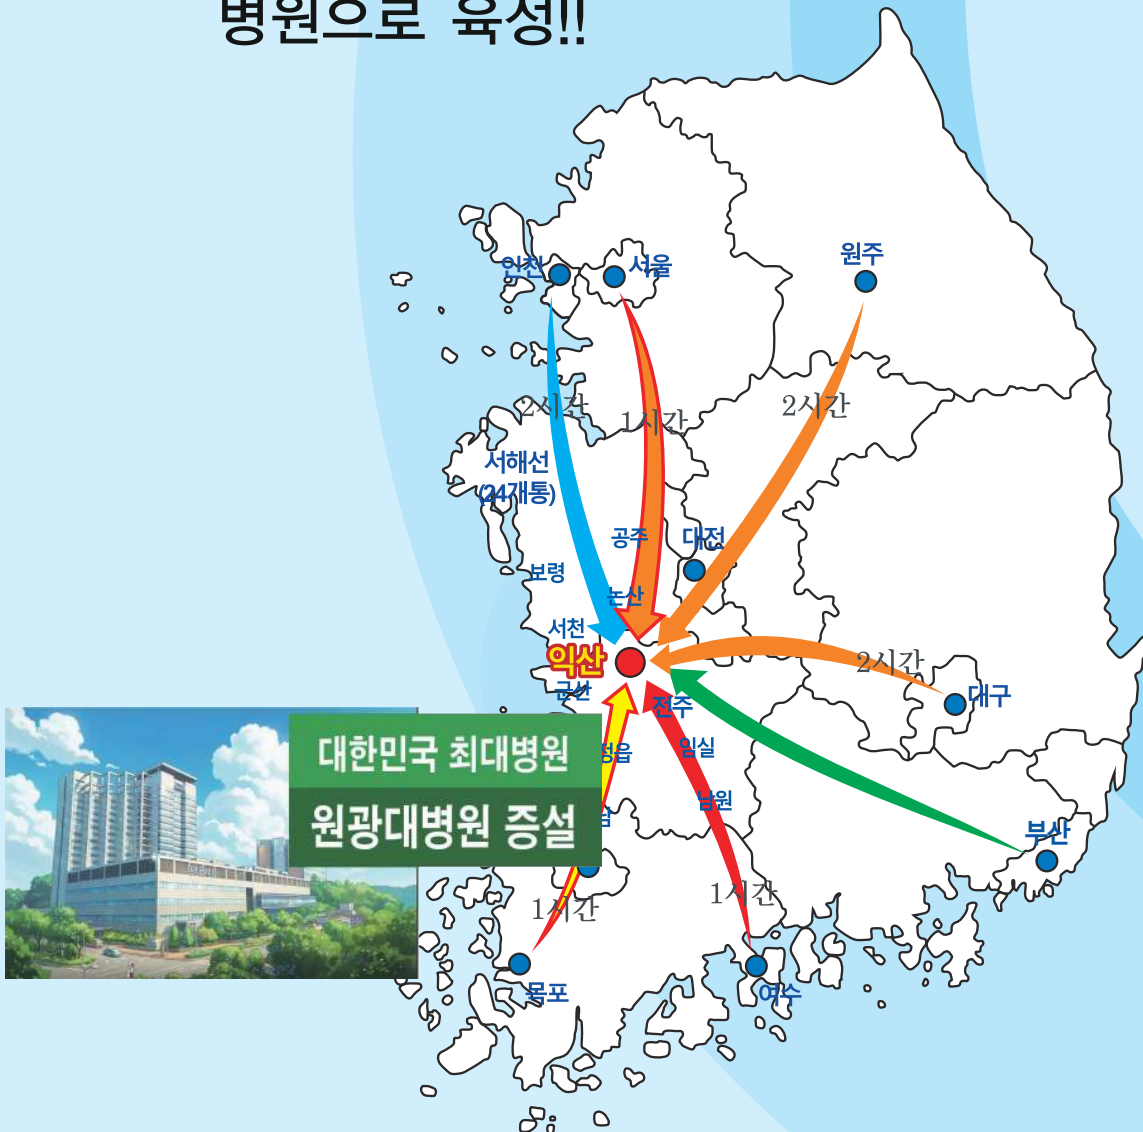 병원으로 육성!!
인천
서울
원주
2시간
1시간
2시간
서해선
(24개통)
공주
대전
보령
논산
서천
익산
2시간
군산
대구
전주
대한민국 최대병원
정읍
임실
원광대병원 증설
남원
부산
1시간
1시간
목포
여수